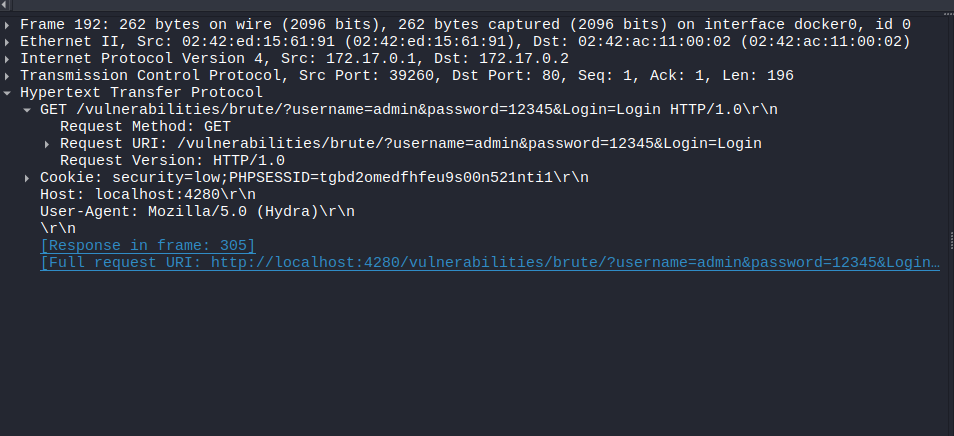 Frame 192: 262 bytes on wire (2096 bits), 262 bytes captured (2096 bits) on interface docker0, id 0
Ethernet II, Src: 02:42:ed:15:61:91 (02:42:ed:15:61:91), Dst: 02:42:ac:11:00:02 (02:42:ac:11:00:02)
Internet Protocol Version 4, Src: 172.17.0.1, Dst: 172.17.0.2
Transmission Control Protocol, Src Port: 39260, Dst Port: 80, Seq: 1, Ack: 1, Len: 196
Hypertext Transfer Protocol
GET /vulnerabilities/brute/?username=admin&password=12345&Login=Login HTTP/1.0\r\n
Request Method: GET
Request URI: /vulnerabilities/brute/?username=admin&password=12345&Login=Login
Request Version: HTTP/1.0
Cookie: security=low;PHPSESSID=tgbd2omedfhfeu9s00n521nti1\r\n
Host: localhost:4280\r\n
User-Agent: Mozilla/5.0 (Hydra)\r\n
\r\n
[Response in frame: 305]
[Full request URI: http://localhost:4280/vulnerabilities/brute/?username=admin&password=12345&Login…